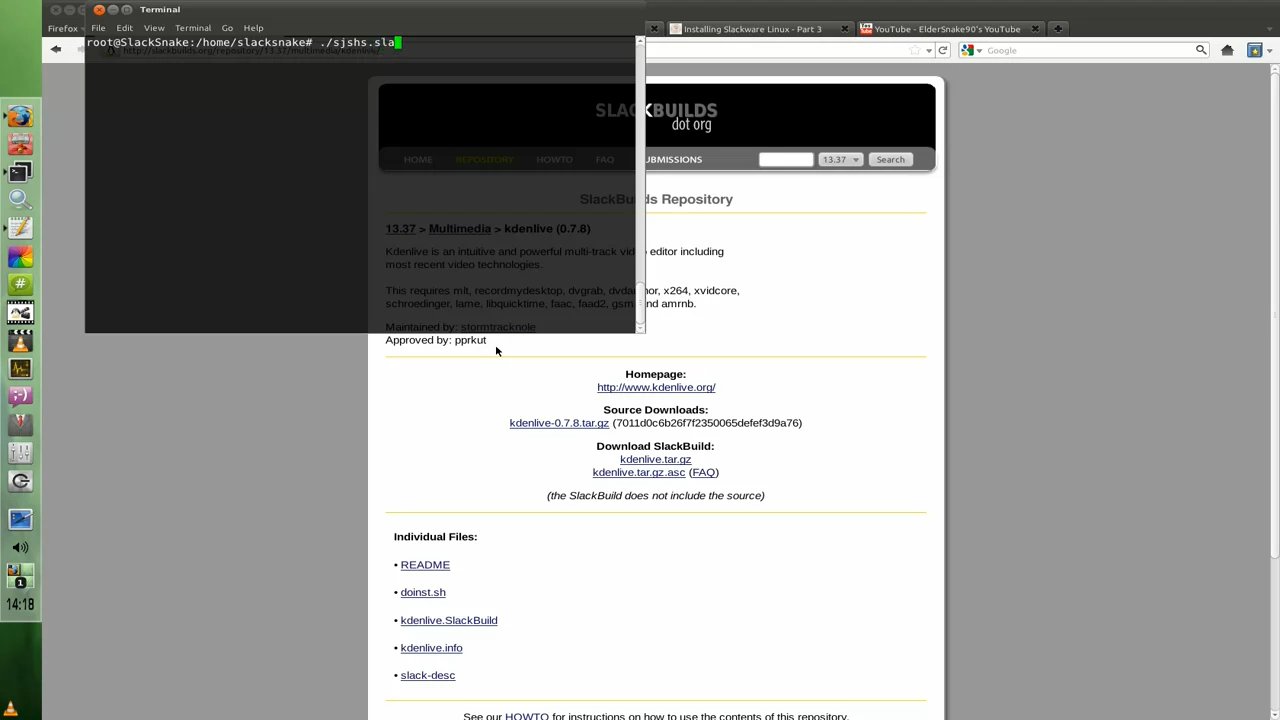 Terminal
Firefox
File Edit View Terminal Go Help
Installing Slackware Linux - Part 3
YouTube - ElderSnake90's YouTube
root@SlackSnake:/home/slacksnake# ./sjshs.sla
Google
SLACKBUILDS
dot org
HOME REPOSITORY HOWTO FAQ UBMISSIONS 13.37 Search
SlackBuilds Repository
13.37 > Multimedia > kdenlive (0.7.8)
Kdenlive is an intuitive and powerful multi-track video editor including
most recent video technologies.
This requires mlt, recordmydesktop, dvgrab, dvdauthor, x264, xvidcore,
schroedinger, lame, libquicktime, faac, faad2, gsm and amrnb.
Maintained by: stormtracknole
Approved by: pprkut
Homepage:
http://www.kdenlive.org/
Source Downloads:
kdenlive-0.7.8.tar.gz (7011d0c6b26f7f2350065defef3d9a76)
Download SlackBuild:
kdenlive.tar.gz
kdenlive.tar.gz.asc (FAQ)
(the SlackBuild does not include the source)
Individual Files:
• README
• doinst.sh
• kdenlive.SlackBuild
• kdenlive.info
• slack-desc
See our HOWTO for instructions on how to use the contents of this repository.
1
14:18